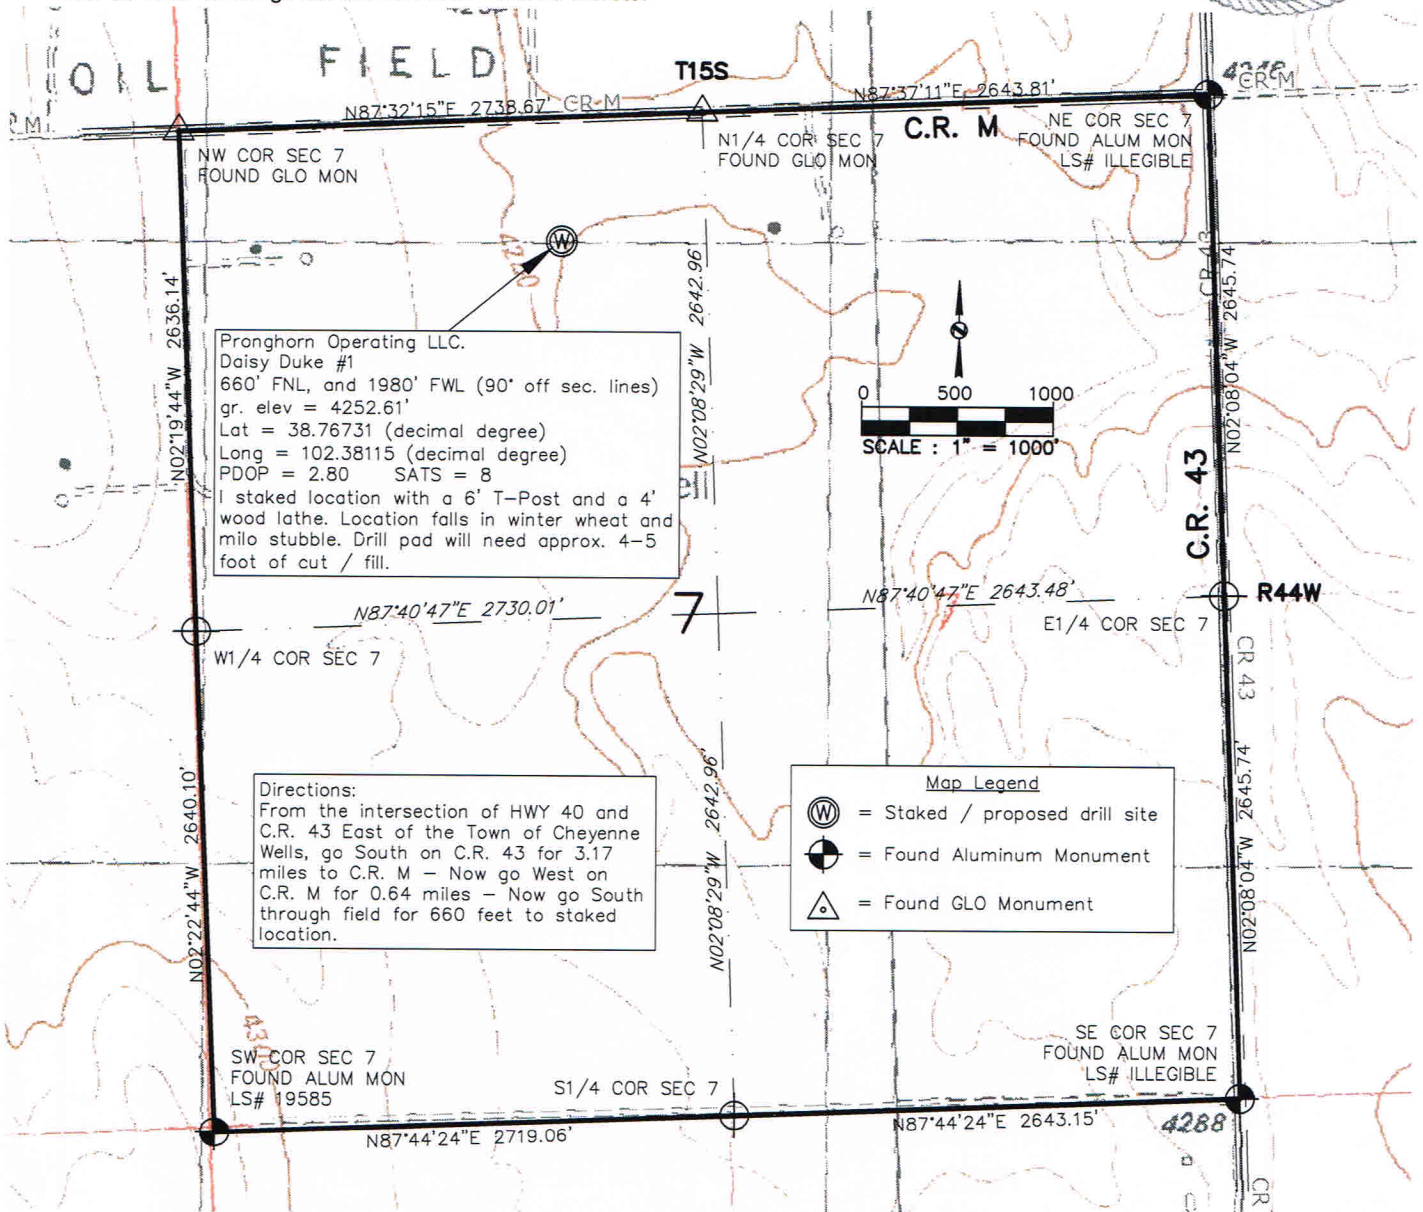 4252
OIL FIELD
T15S
4248
CR M
N87°32'15"E 2738.67'
CR M
N87°37'11"E 2643.81'
C.R. M
R M
NW COR SEC 7
FOUND GLO MON
N1/4 COR SEC 7
FOUND GLO MON
NE COR SEC 7
FOUND ALUM MON
LS# ILLEGIBLE
W
CR 43
N02°19'44"W 2636.14'
N02°08'29"W 2642.96'
N02°08'04"W 2645.74'
C.R. 43
Pronghorn Operating LLC.
Daisy Duke #1
660' FNL, and 1980' FWL (90° off sec. lines)
gr. elev = 4252.61'
Lat = 38.76731 (decimal degree)
Long = 102.38115 (decimal degree)
PDOP = 2.80 SATS = 8
I staked location with a 6' T-Post and a 4'
wood lathe. Location falls in winter wheat and
milo stubble. Drill pad will need approx. 4-5
foot of cut / fill.
ell
N
0 500 1000
SCALE : 1" = 1000'
N87°40'47"E 2730.01'
7
N87°40'47"E 2643.48'
R44W
W1/4 COR SEC 7
E1/4 COR SEC 7
CR 43
N02°22'44"W 2640.10'
N02°08'29"W 2642.96'
N02°08'04"W 2645.74'
Directions:
From the intersection of HWY 40 and
C.R. 43 East of the Town of Cheyenne
Wells, go South on C.R. 43 for 3.17
miles to C.R. M - Now go West on
C.R. M for 0.64 miles - Now go South
through field for 660 feet to staked
location.
Map Legend
W = Staked / proposed drill site
= Found Aluminum Monument
= Found GLO Monument
4300
SW COR SEC 7
FOUND ALUM MON
LS# 19585
S1/4 COR SEC 7
SE COR SEC 7
FOUND ALUM MON
LS# ILLEGIBLE
N87°44'24"E 2719.06'
N87°44'24"E 2643.15'
4288
CR